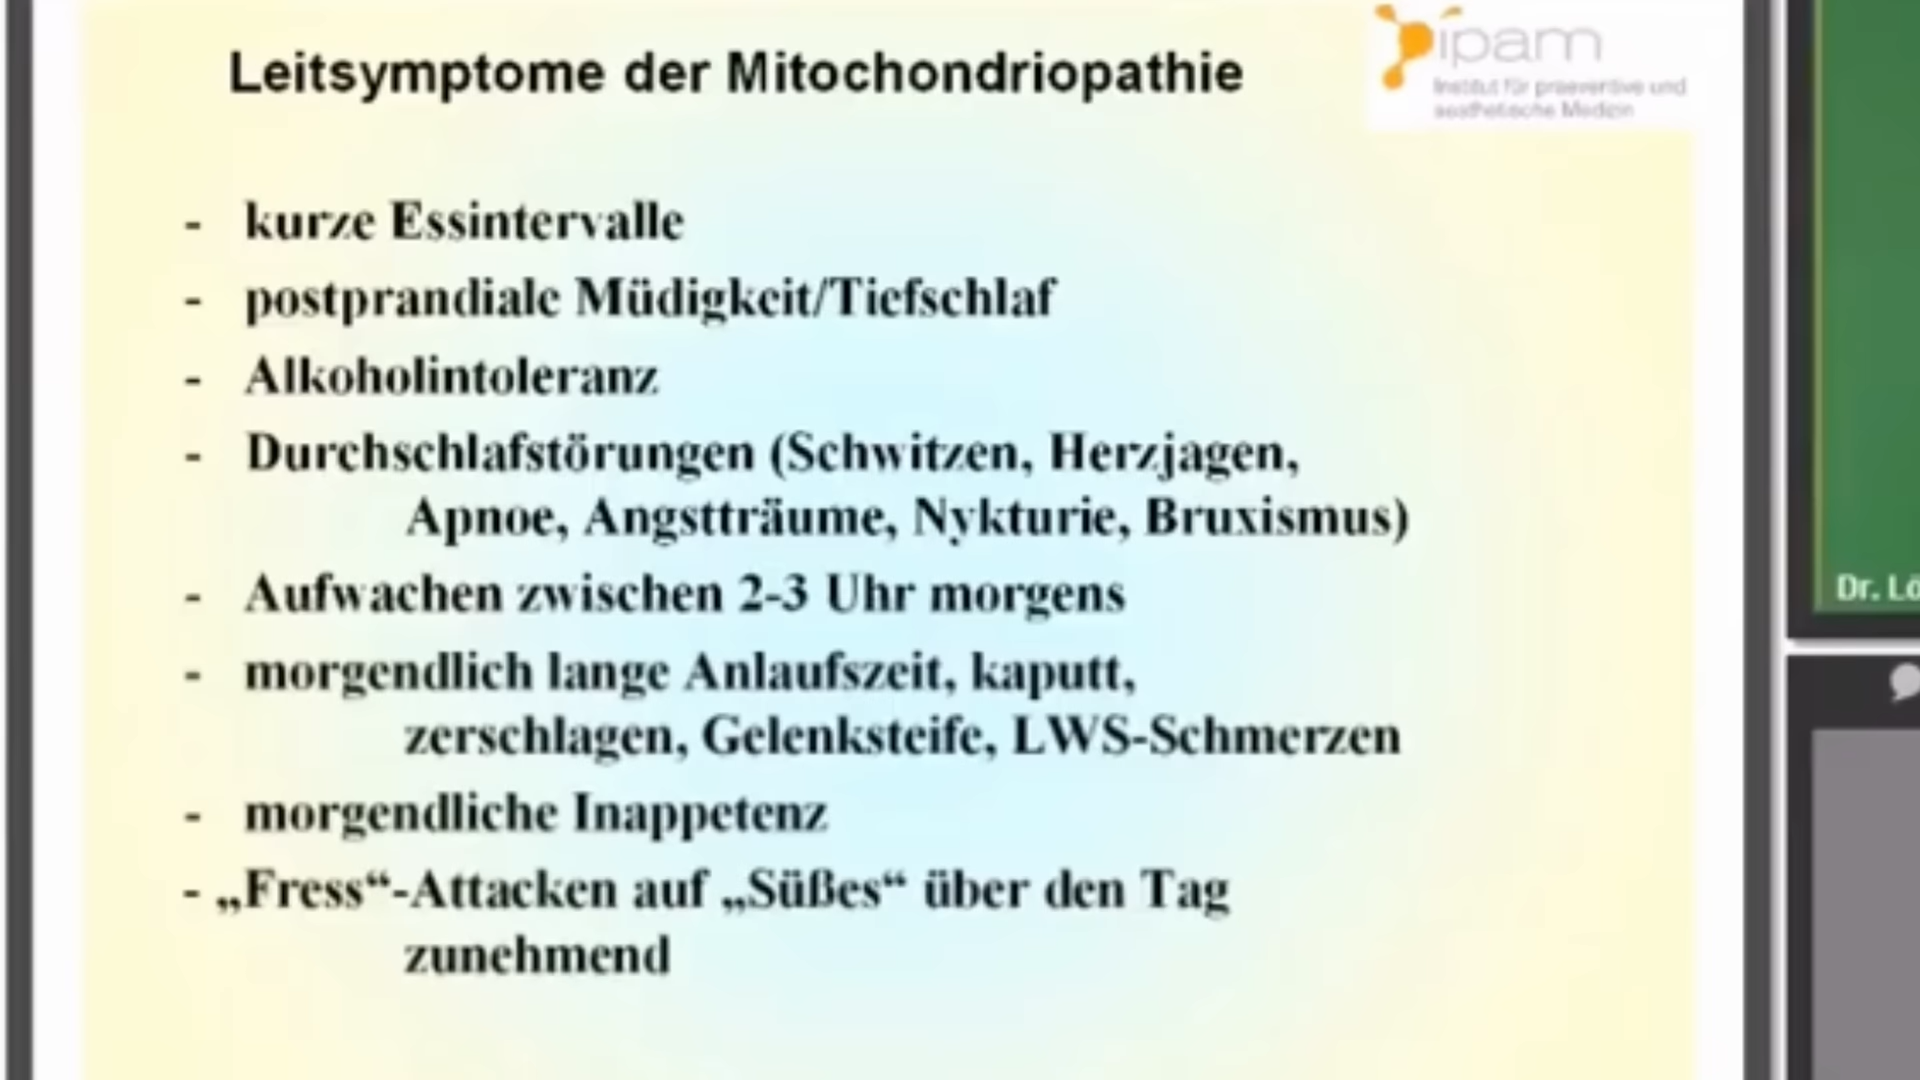 Leitsymptome der Mitochondriopathie
ipam
Institut für praeventive und
aesthetische Medizin
- kurze Essintervalle
- postprandiale Müdigkeit/Tiefschlaf
- Alkoholintoleranz
- Durchschlafstörungen (Schwitzen, Herzjagen,
Apnoe, Angstträume, Nykturie, Bruxismus)
- Aufwachen zwischen 2-3 Uhr morgens
- morgendlich lange Anlaufszeit, kaputt,
zerschlagen, Gelenksteife, LWS-Schmerzen
- morgendliche Inappetenz
- „Fress“-Attacken auf „Süßes“ über den Tag
zunehmend
Dr. Lö